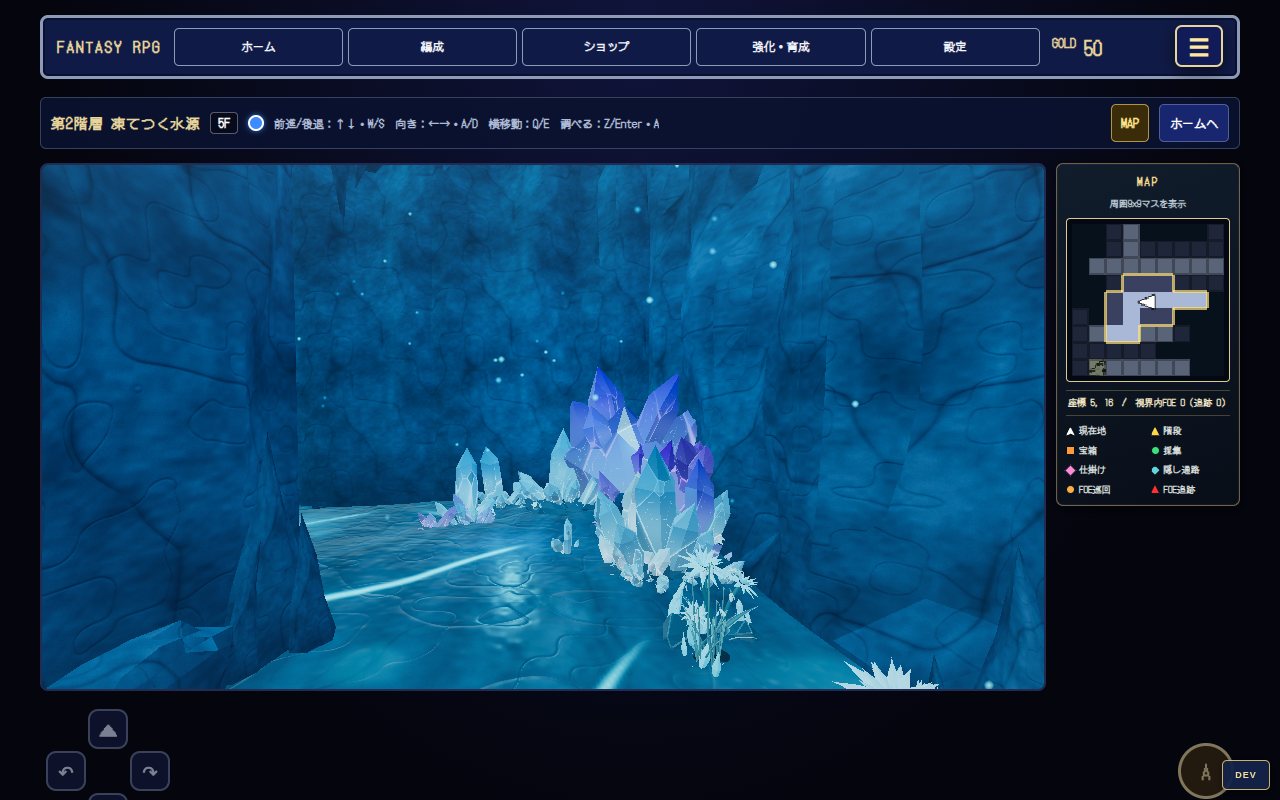 FANTASY RPG
ホーム
編成
ショップ
強化・育成
設定
GOLD 50
第2階層 凍てつく水源
5F
前進/後退：↑↓・W/S 向き：←→・A/D 横移動：Q/E 調べる：Z/Enter・A
MAP
ホームへ
MAP
周囲9x9マスを表示
座標 5, 16 / 視界内FOE 0 (追跡 0)
現在地
階段
宝箱
採集
仕掛け
隠し通路
FOE巡回
FOE追跡
A
DEV